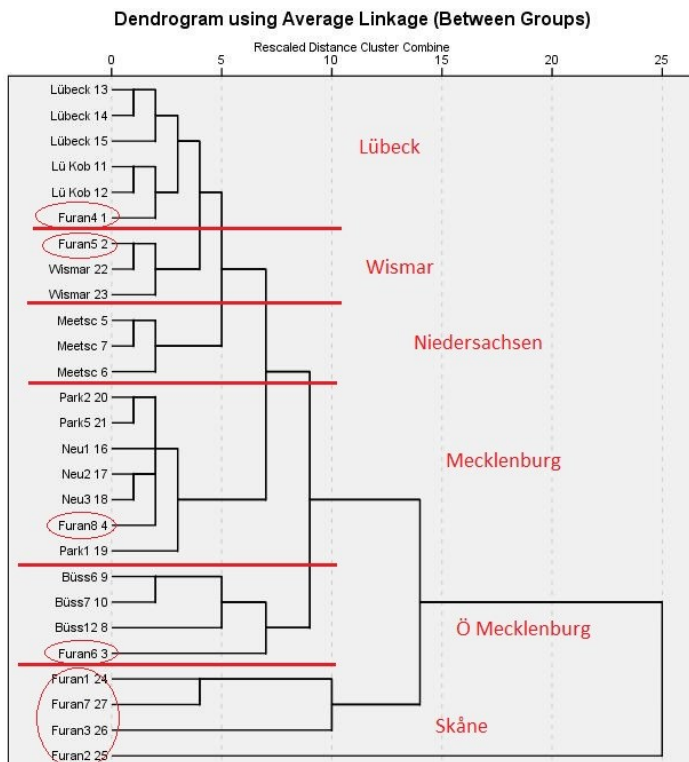 Dendrogram using Average Linkage (Between Groups)
Rescaled Distance Cluster Combine
0 5 10 15 20 25
Lübeck 13
Lübeck 14
Lübeck 15
Lü Kob 11
Lü Kob 12
Furan4 1
Lübeck
Furan5 2
Wismar 22
Wismar 23
Wismar
Meetsc 5
Meetsc 7
Meetsc 6
Niedersachsen
Park2 20
Park5 21
Neu1 16
Neu2 17
Neu3 18
Furan8 4
Park1 19
Mecklenburg
Büss6 9
Büss7 10
Büss12 8
Furan6 3
Ö Mecklenburg
Furan1 24
Furan7 27
Furan3 26
Furan2 25
Skåne